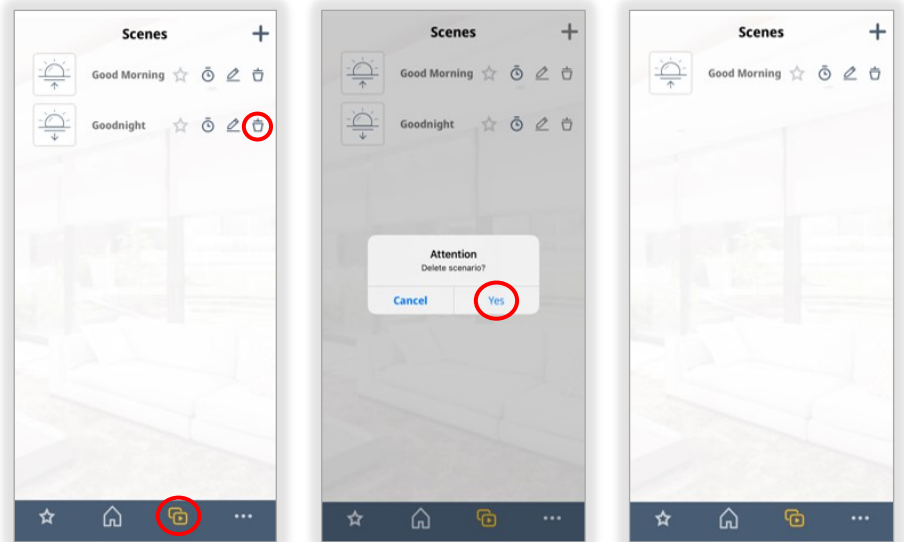 Scenes
Good Morning
Goodnight
Scenes
Good Morning
Goodnight
Attention
Delete scenario?
Cancel Yes
Scenes
Good Morning